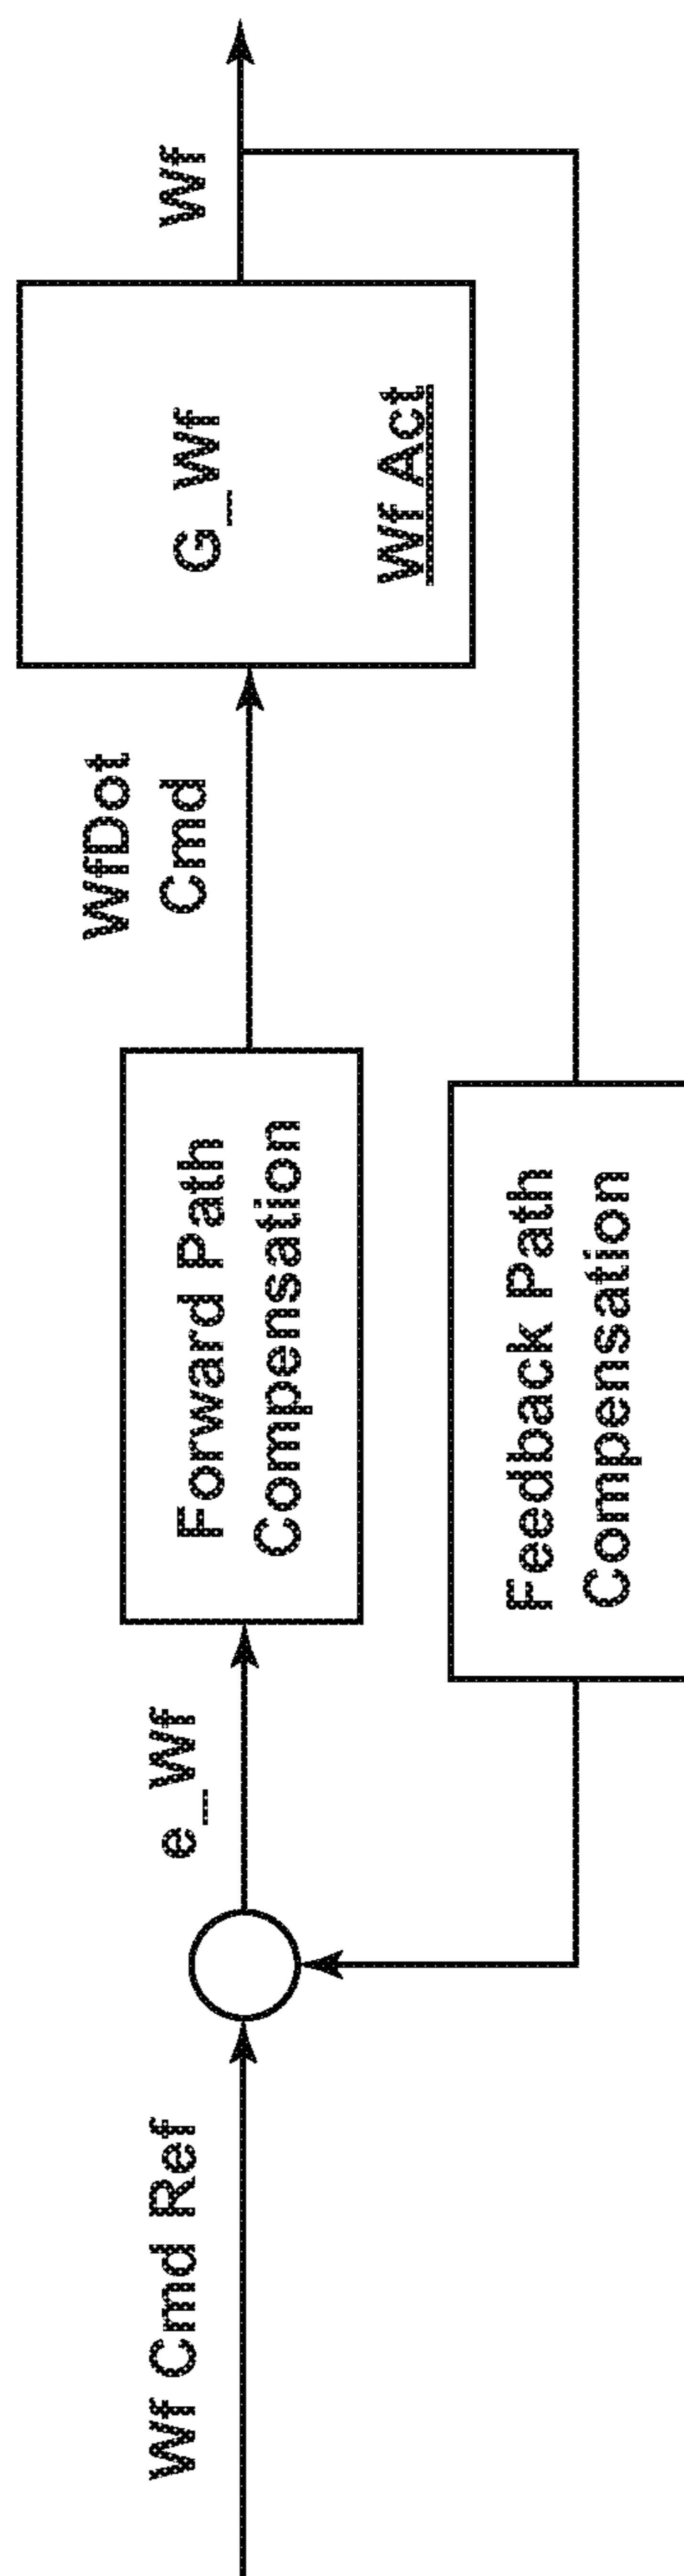 Wf Cmd Ref
e_Wf
Forward Path
Compensation
WfDot
Cmd
G_Wf
Wf Act
Wf
Feedback Path
Compensation